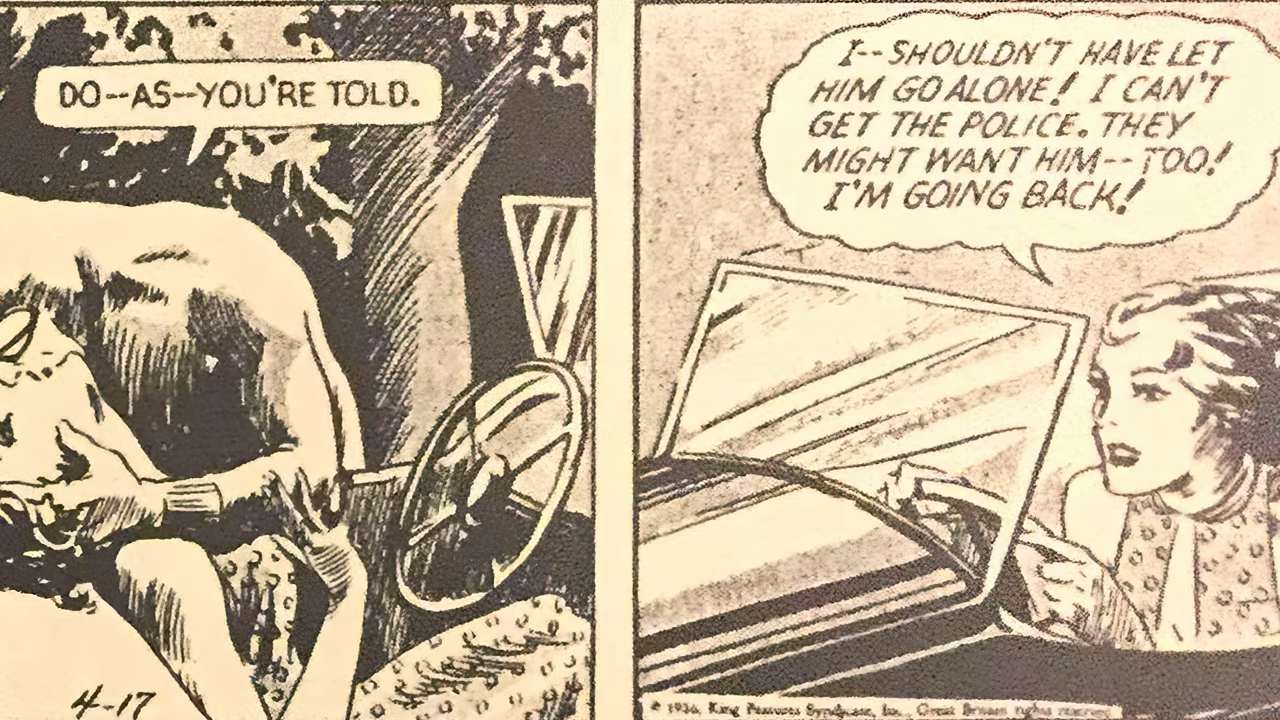 DO--AS--YOU'RE TOLD.
4-17
I--SHOULDN'T HAVE LET
HIM GO ALONE! I CAN'T
GET THE POLICE. THEY
MIGHT WANT HIM-- TOO!
I'M GOING BACK!
© 1936, King Features Syndicate, Inc., Great Britain rights reserved